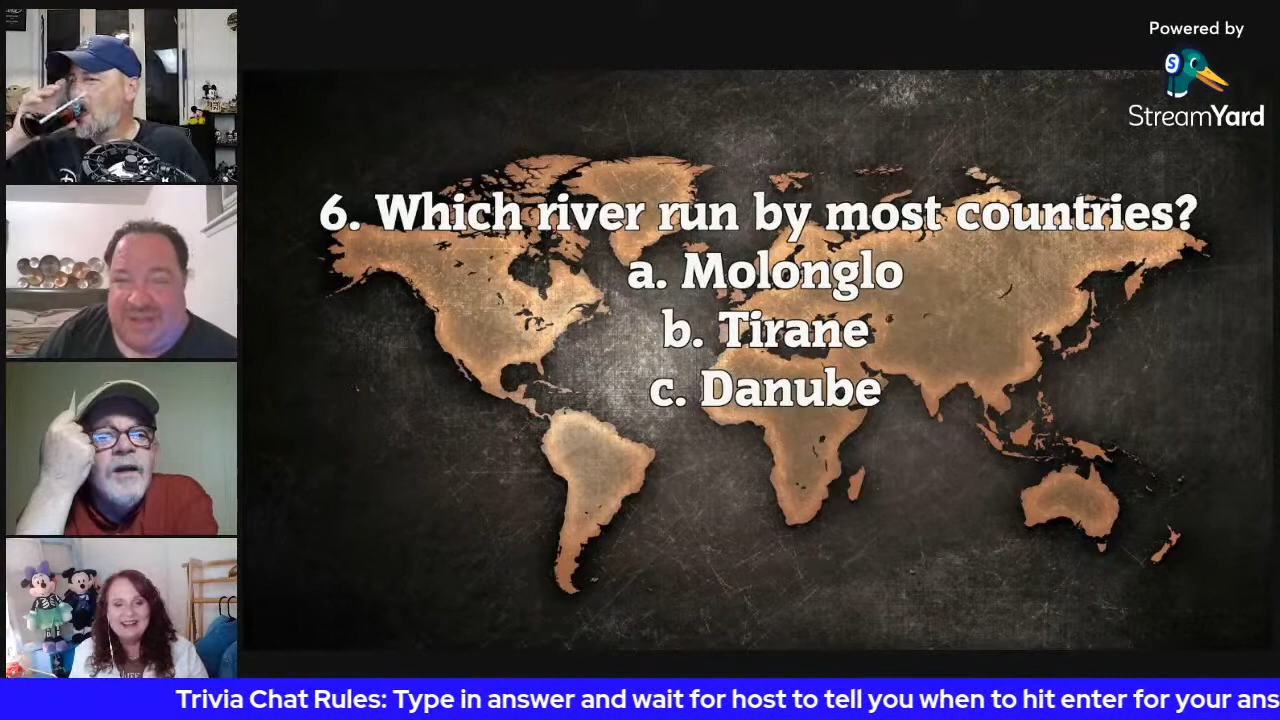 Powered by
StreamYard
6. Which river run by most countries?
a. Molonglo
b. Tirane
c. Danube
Trivia Chat Rules: Type in answer and wait for host to tell you when to hit enter for your ans